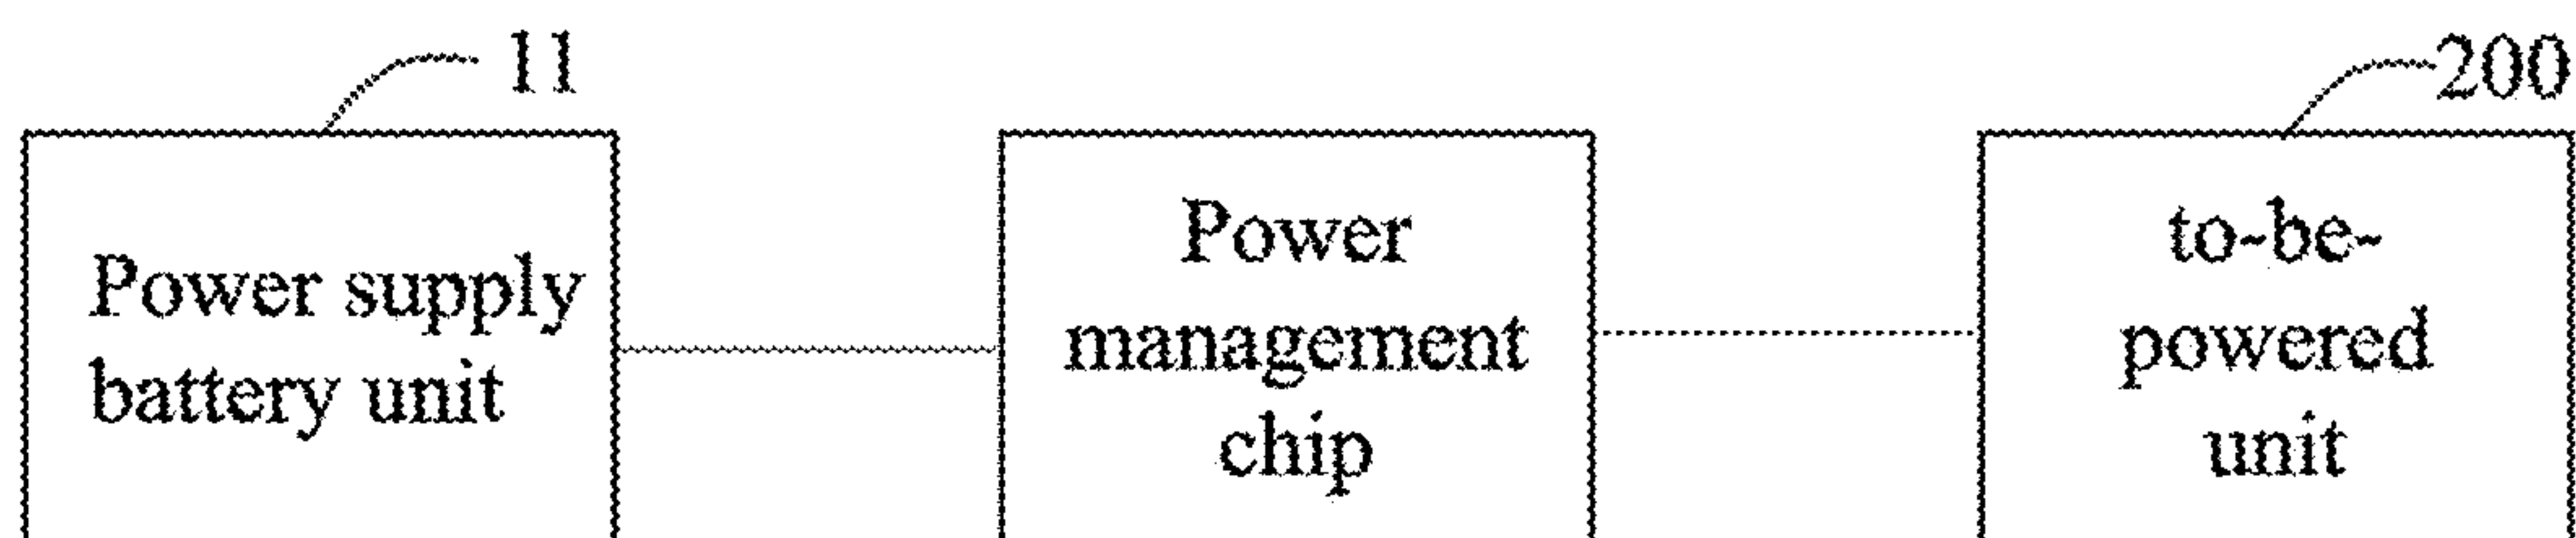 11
200
Power supply
battery unit
Power
management
chip
to-be-
powered
unit